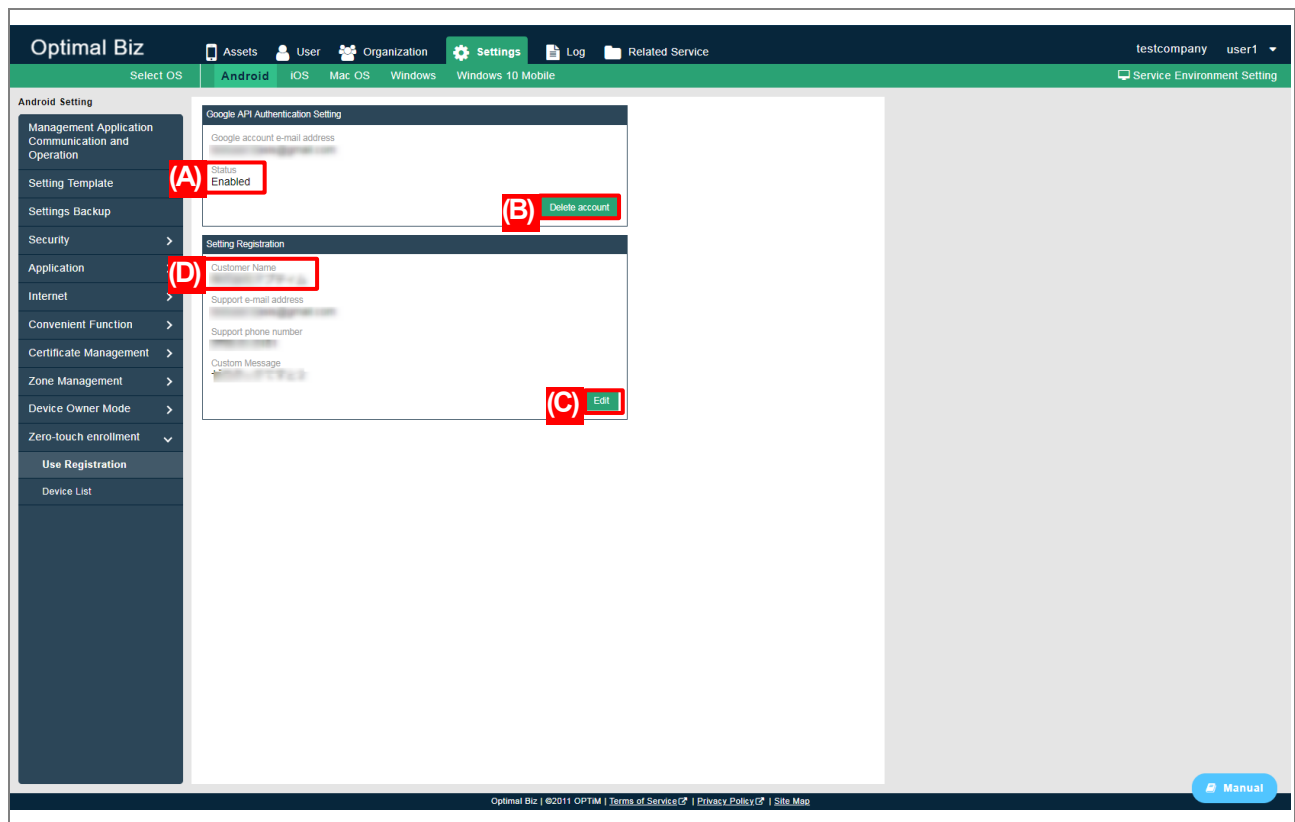 Optimal Biz
Assets User Organization Settings Log Related Service
testcompany user1
Select OS
Android iOS Mac OS Windows Windows 10 Mobile
Service Environment Setting
Android Setting
Management Application
Communication and
Operation
Setting Template
Settings Backup
Security
Application
Internet
Convenient Function
Certificate Management
Zone Management
Device Owner Mode
Zero-touch enrollment
Use Registration
Device List
Google API Authentication Setting
Google account e-mail address
(A)
Status
Enabled
(B)
Delete account
Setting Registration
(D)
Customer Name
Support e-mail address
Support phone number
Custom Message
(C)
Edit
Manual
Optimal Biz | ©2011 OPTiM | Terms of Service | Privacy Policy | Site Map